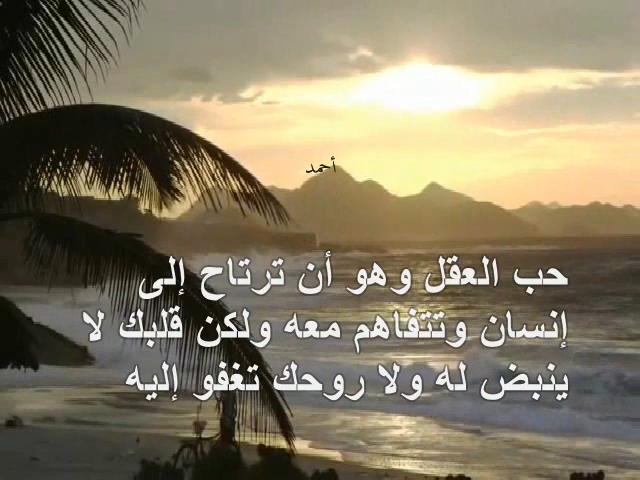 أحمد
حب العقل وهو أن ترتاح إلى
إنسان وتتفاهم معه ولكن قلبك لا
ينبض له ولا روحك تغفو إليه